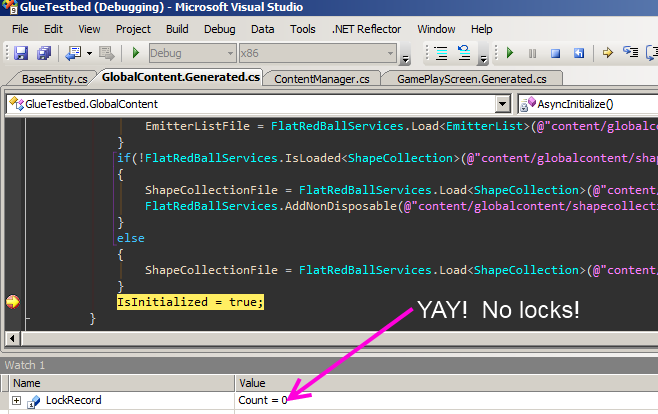 GlueTestbed (Debugging) - Microsoft Visual Studio
File Edit View Project Build Debug Data Tools .NET Reflector Window Community Help
Debug x86
BaseEntity.cs GlobalContent.Generated.cs ContentManager.cs GamePlayScreen.Generated.cs
GlueTestbed.GlobalContent AsyncInitialize()
EmitterListFile = FlatRedBallServices.Load<EmitterList>(@"content/globalco
}
if(!FlatRedBallServices.IsLoaded<ShapeCollection>(@"content/globalcontent/shap
{
ShapeCollectionFile = FlatRedBallServices.Load<ShapeCollection>(@"content/
FlatRedBallServices.AddNonDisposable(@"content/globalcontent/shapecollecti
}
else
{
ShapeCollectionFile = FlatRedBallServices.Load<ShapeCollection>(@"content/
}
IsInitialized = true;
}
YAY! No locks!
Watch 1
Name Value
LockRecord Count = 0